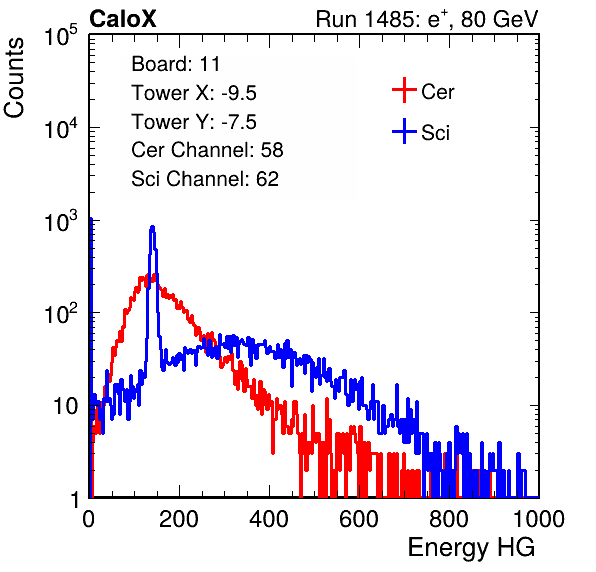 CaloX
Run 1485: e⁺, 80 GeV
Counts
10⁵
10⁴
10³
10²
10
1
Board: 11
Tower X: -9.5
Tower Y: -7.5
Cer Channel: 58
Sci Channel: 62
Cer
Sci
0 200 400 600 800 1000
Energy HG